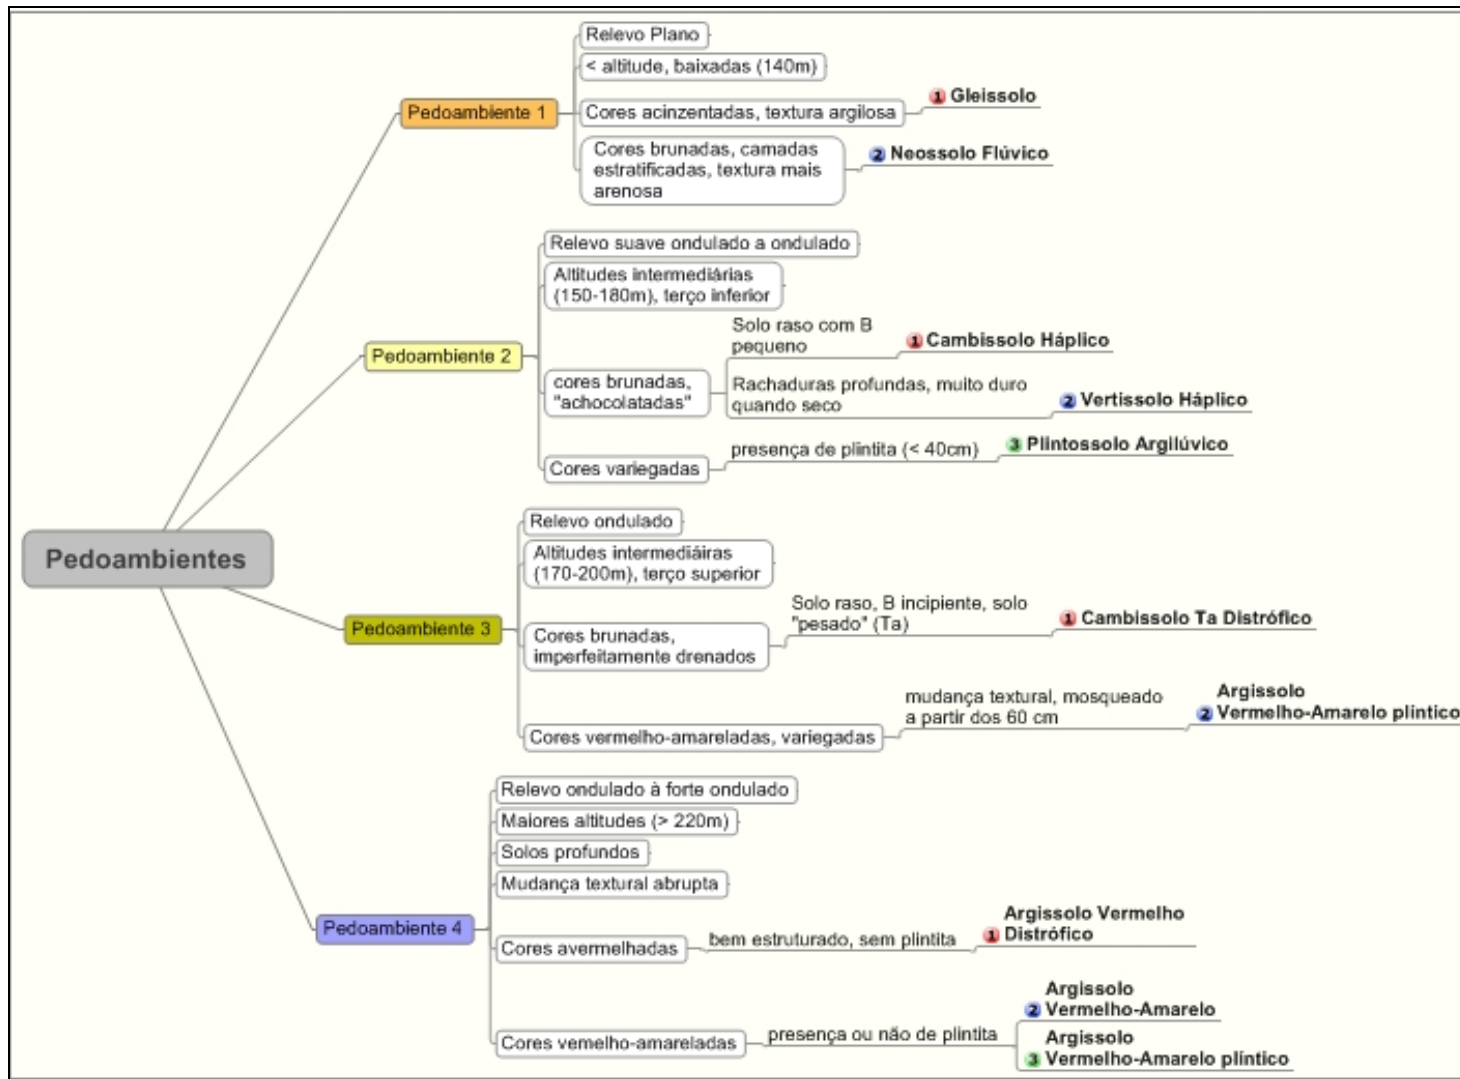 Pedoambientes
Pedoambiente 1
Relevo Plano
< altitude, baixadas (140m)
Cores acinzentadas, textura argilosa
1 Gleissolo
Cores brunadas, camadas
estratificadas, textura mais
arenosa
2 Neossolo Flúvico
Pedoambiente 2
Relevo suave ondulado a ondulado
Altitudes intermediárias
(150-180m), terço inferior
cores brunadas,
"achocolatadas"
Solo raso com B
pequeno
1 Cambissolo Háplico
Rachaduras profundas, muito duro
quando seco
2 Vertissolo Háplico
Cores variegadas
presença de plintita (< 40cm)
3 Plintossolo Argilúvico
Pedoambiente 3
Relevo ondulado
Altitudes intermediáiras
(170-200m), terço superior
Cores brunadas,
imperfeitamente drenados
Solo raso, B incipiente, solo
"pesado" (Ta)
1 Cambissolo Ta Distrófico
Cores vermelho-amareladas, variegadas
mudança textural, mosqueado
a partir dos 60 cm
Argissolo
2 Vermelho-Amarelo plíntico
Pedoambiente 4
Relevo ondulado à forte ondulado
Maiores altitudes (> 220m)
Solos profundos
Mudança textural abrupta
Cores avermelhadas
bem estruturado, sem plintita
Argissolo Vermelho
1 Distrófico
Cores vemelho-amareladas
presença ou não de plintita
Argissolo
2 Vermelho-Amarelo
Argissolo
3 Vermelho-Amarelo plíntico